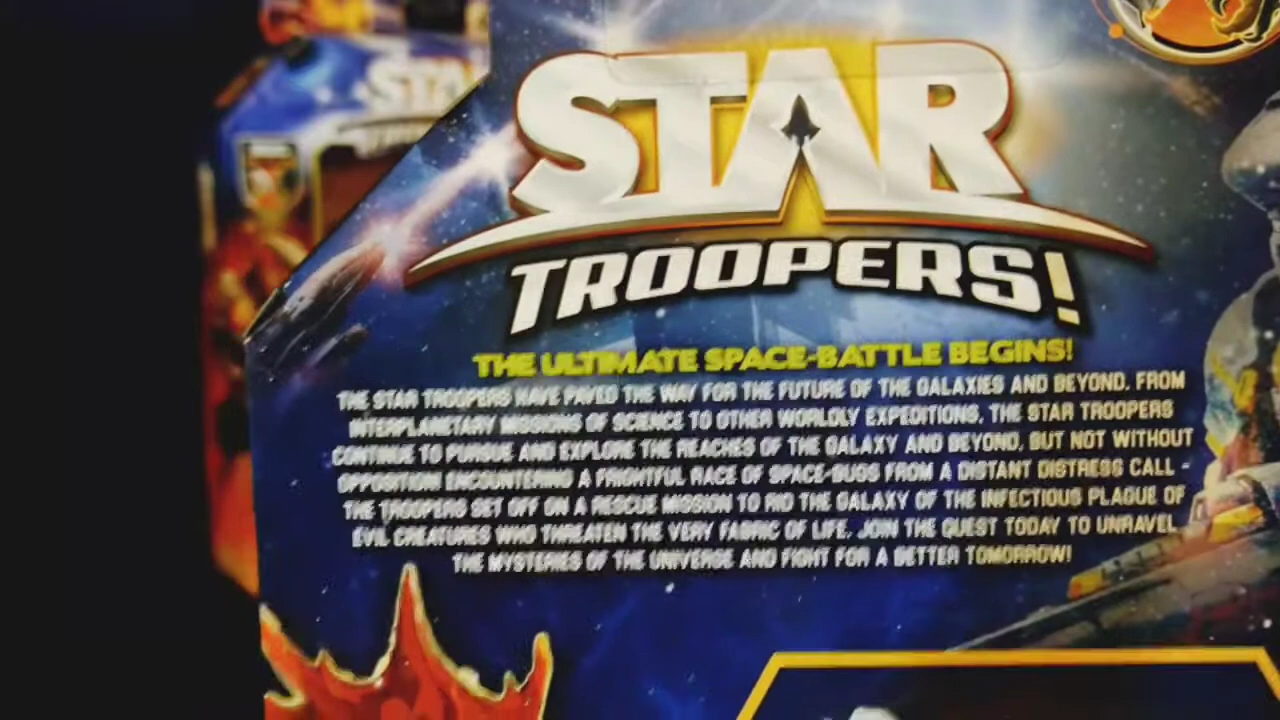 STAR
TROOPERS!
THE ULTIMATE SPACE-BATTLE BEGINS!
THE STAR TROOPERS HAVE PAVED THE WAY FOR THE FUTURE OF THE GALAXIES AND BEYOND. FROM
INTERPLANETARY MISSIONS OF SCIENCE TO OTHER WORLDLY EXPEDITIONS, THE STAR TROOPERS
CONTINUE TO PURSUE AND EXPLORE THE REACHES OF THE GALAXY AND BEYOND, BUT NOT WITHOUT
OPPOSITION! ENCOUNTERING A FRIGHTFUL RACE OF SPACE-BUGS FROM A DISTANT DISTRESS CALL -
THE TROOPERS SET OFF ON A RESCUE MISSION TO RID THE GALAXY OF THE INFECTIOUS PLAGUE OF
EVIL CREATURES WHO THREATEN THE VERY FABRIC OF LIFE. JOIN THE QUEST TODAY TO UNRAVEL
THE MYSTERIES OF THE UNIVERSE AND FIGHT FOR A BETTER TOMORROW!